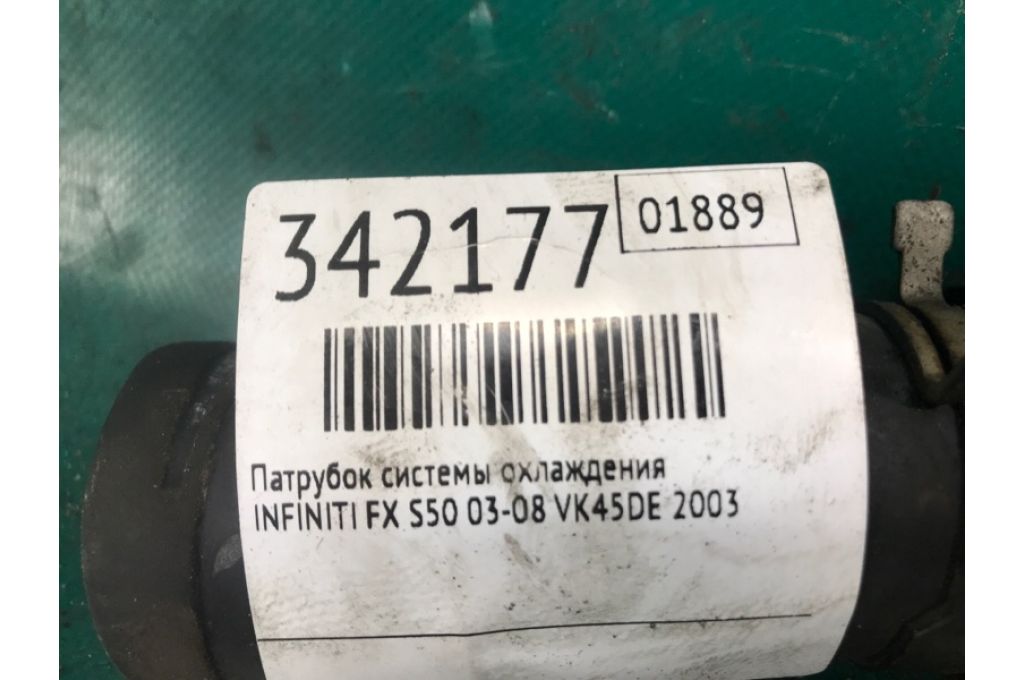 342177
01889
Патрубок системы охлаждения
INFINITI FX S50 03-08 VK45DE 2003